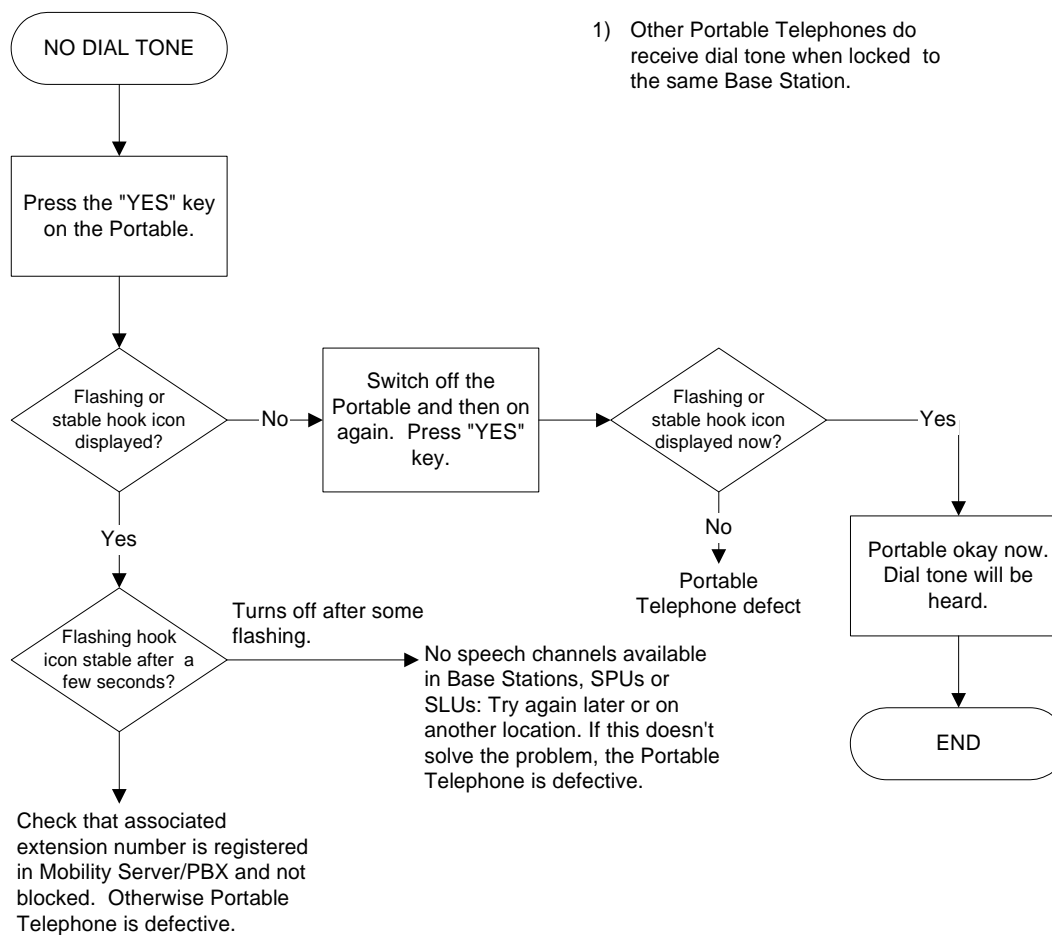 NO DIAL TONE
1) Other Portable Telephones do
receive dial tone when locked to
the same Base Station.
Press the "YES" key
on the Portable.
Flashing or
stable hook icon
displayed?
No
Switch off the
Portable and then on
again. Press "YES"
key.
Flashing or
stable hook icon
displayed now?
Yes
No
Portable
Telephone defect
Portable okay now.
Dial tone will be
heard.
END
Yes
Flashing hook
icon stable after a
few seconds?
Turns off after some
flashing.
No speech channels available
in Base Stations, SPUs or
SLUs: Try again later or on
another location. If this doesn't
solve the problem, the Portable
Telephone is defective.
Check that associated
extension number is registered
in Mobility Server/PBX and not
blocked. Otherwise Portable
Telephone is defective.